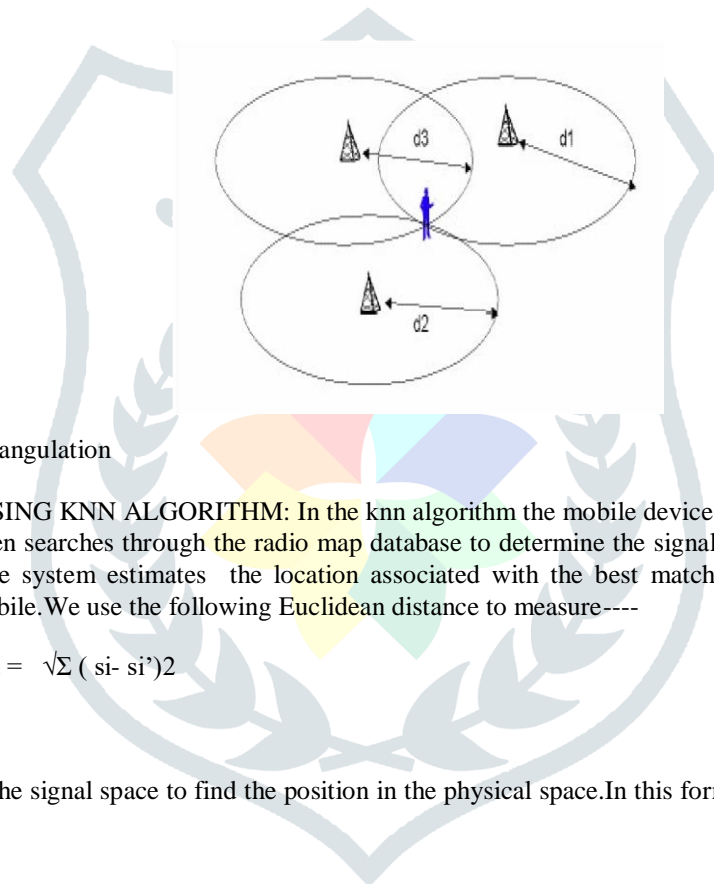 d3
d1
d2
angulation
SING KNN ALGORITHM: In the knn algorithm the mobile device
en searches through the radio map database to determine the signal
e system estimates the location associated with the best match
bile.We use the following Euclidean distance to measure----
= √Σ ( si- si’)2
he signal space to find the position in the physical space.In this for